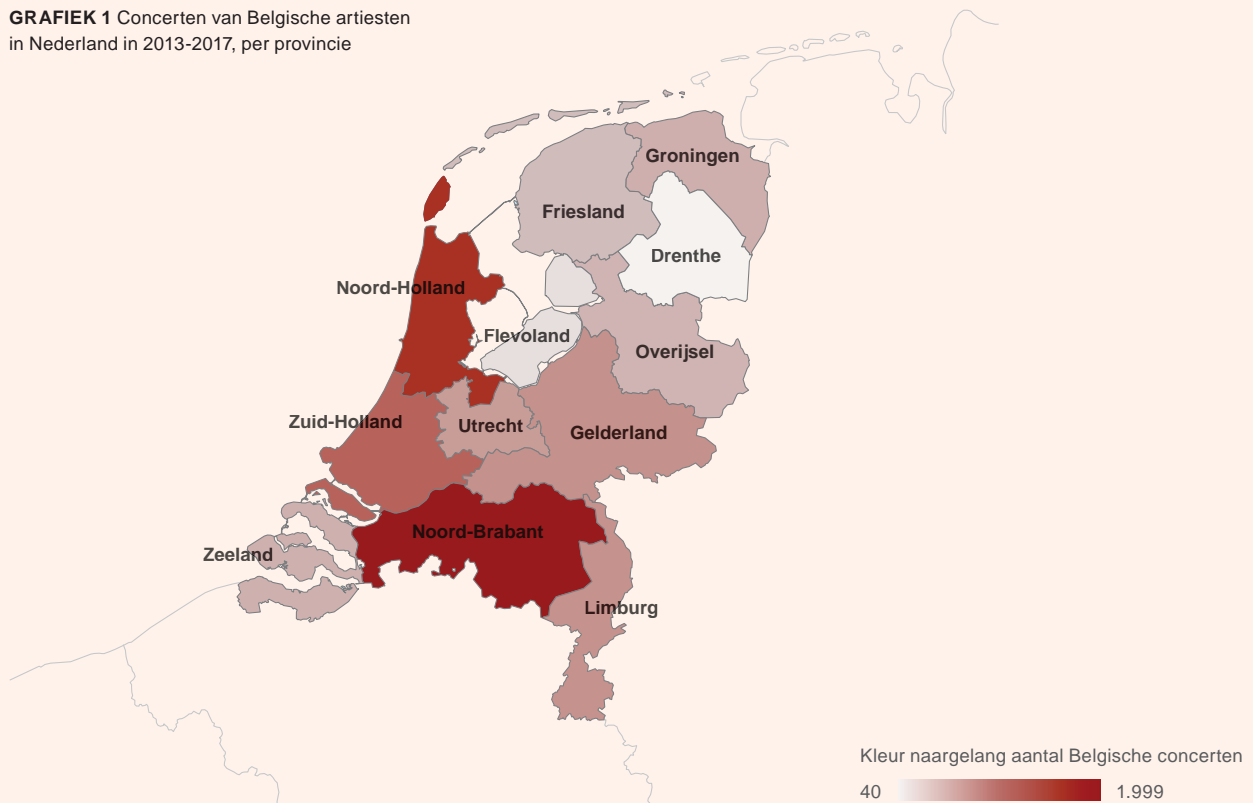 GRAFIEK 1 Concerten van Belgische artiesten
in Nederland in 2013-2017, per provincie
Groningen
Friesland
Drenthe
Noord-Holland
Flevoland
Overijsel
Zuid-Holland
Utrecht
Gelderland
Noord-Brabant
Zeeland
Limburg
Kleur naargelang aantal Belgische concerten
40 1.999